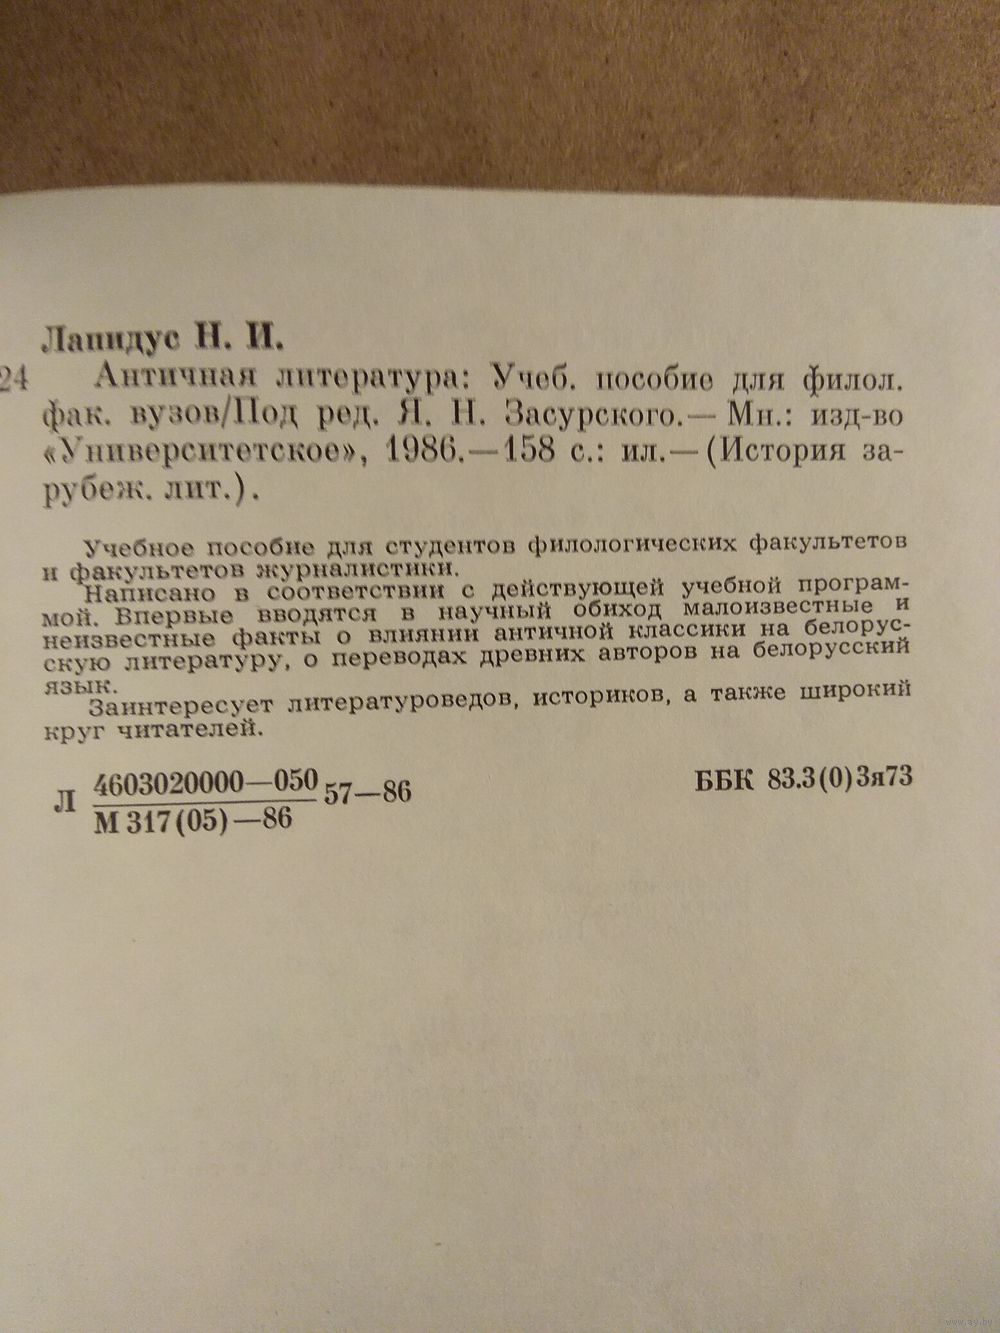 Лапидус Н. И.
24 Античная литература: Учеб. пособие для филол.
фак. вузов/Под ред. Я. Н. Засурского.— Мн.: изд-во
«Университетское», 1986.—158 с.: ил.—(История за-
рубеж. лит.).
Учебное пособие для студентов филологических факультетов
и факультетов журналистики.
Написано в соответствии с действующей учебной програм-
мой. Впервые вводятся в научный обиход малоизвестные и
неизвестные факты о влиянии античной классики на белорус-
скую литературу, о переводах древних авторов на белорусский
язык.
Заинтересует литературоведов, историков, а также широкий
круг читателей.
Л 4603020000—050 57—86
М 317(05)—86
ББК 83.3(0)3я73
www.ay.by